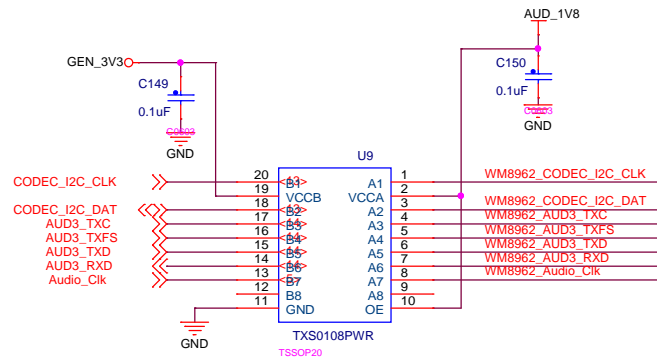 AUD_1V8
GEN_3V3
C149
0.1uF
C0603
GND
C150
0.1uF
C0603
GND
U9
CODEC_I2C_CLK 20 B1 A1 1 WM8962_CODEC_I2C_CLK
19 VCCB VCCA 2
CODEC_I2C_DAT 18 B2 A2 3 WM8962_CODEC_I2C_DAT
AUD3_TXC 17 B3 A3 4 WM8962_AUD3_TXC
AUD3_TXFS 16 B4 A4 5 WM8962_AUD3_TXFS
AUD3_TXD 15 B5 A5 6 WM8962_AUD3_TXD
AUD3_RXD 14 B6 A6 7 WM8962_AUD3_RXD
Audio_Clk 13 B7 A7 8 WM8962_Audio_Clk
12 B8 A8 9
11 GND OE 10
GND
TXS0108PWR
TSSOP20